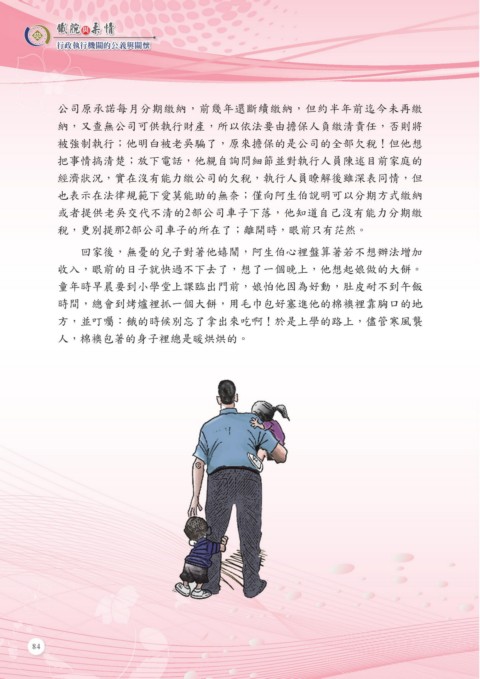 鐵腕與柔情
行政執行機關的公義與關懷
公司原承諾每月分期繳納，前幾年還斷續繳納，但約半年前迄今未再繳
納，又查無公司可供執行財產，所以依法要由擔保人員繳清責任，否則將
被強制執行；他明白被老吳騙了，原來擔保的是公司的全部欠稅！但他想
把事情搞清楚；放下電話，他親自詢問細節並對執行人員陳述目前家庭的
經濟狀況，實在沒有能力繳公司的欠稅，執行人員瞭解後雖深表同情，但
也表示在法律規範下愛莫能助的無奈；僅向阿生伯說明可以分期方式繳納
或者提供老吳交代不清的2部公司車子下落，他知道自己沒有能力分期繳
稅，更別提那2部公司車子的所在了；離開時，眼前只有茫然。
回家後，無憂的兒子對著他嬉鬧，阿生伯心裡盤算著若不想辦法增加
收入，眼前的日子就快過不下去了，想了一個晚上，他想起娘做的大餅。
童年時早晨要到小學堂上課臨出門前，娘怕他因為好動，肚皮耐不到午飯
時間，總會到烤爐裡抓一個大餅，用毛巾包好塞進他的棉襖裡靠胸口的地
方，並叮囑：餓的時候別忘了拿出來吃啊！於是上學的路上，儘管寒風襲
人，棉襖包著的身子裡總是暖烘烘的。
84